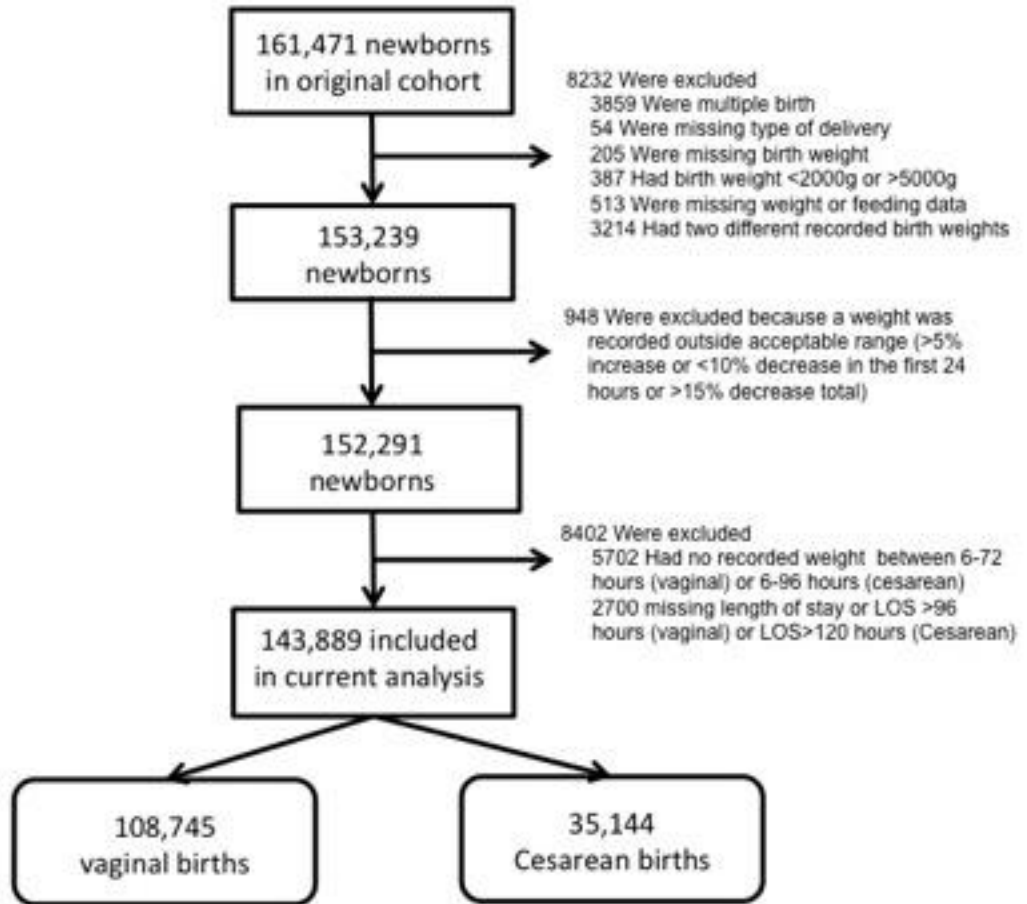 161,471 newborns
in original cohort
8232 Were excluded
3859 Were multiple birth
54 Were missing type of delivery
205 Were missing birth weight
387 Had birth weight <2000g or >5000g
513 Were missing weight or feeding data
3214 Had two different recorded birth weights
153,239
newborns
948 Were excluded because a weight was
recorded outside acceptable range (>5%
increase or <10% decrease in the first 24
hours or >15% decrease total)
152,291
newborns
8402 Were excluded
5702 Had no recorded weight between 6-72
hours (vaginal) or 6-96 hours (cesarean)
2700 missing length of stay or LOS >96
hours (vaginal) or LOS>120 hours (Cesarean)
143,889 included
in current analysis
108,745
vaginal births
35,144
Cesarean births